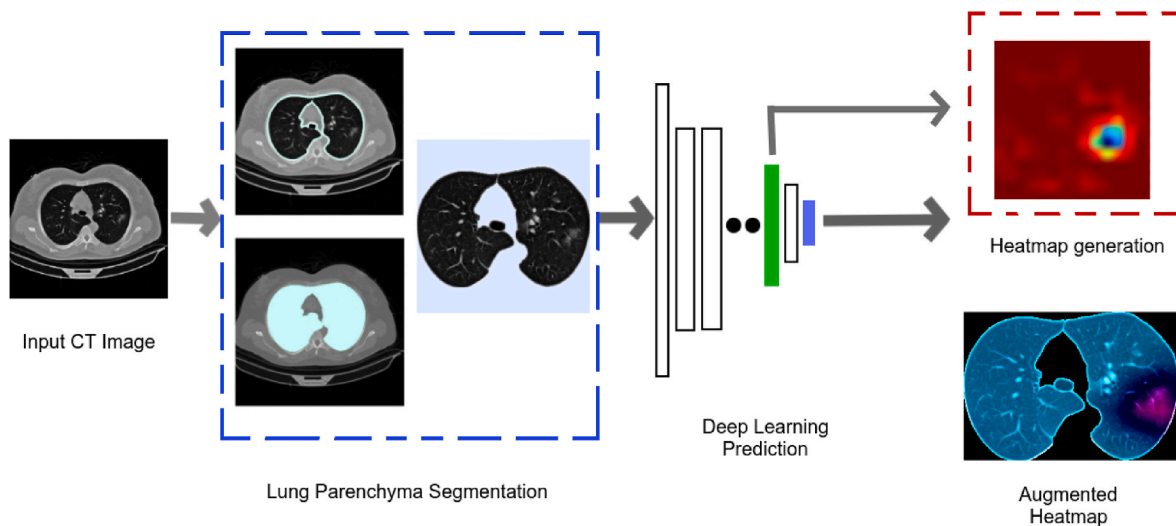 Input CT Image
Lung Parenchyma Segmentation
Deep Learning
Prediction
Heatmap generation
Augmented
Heatmap